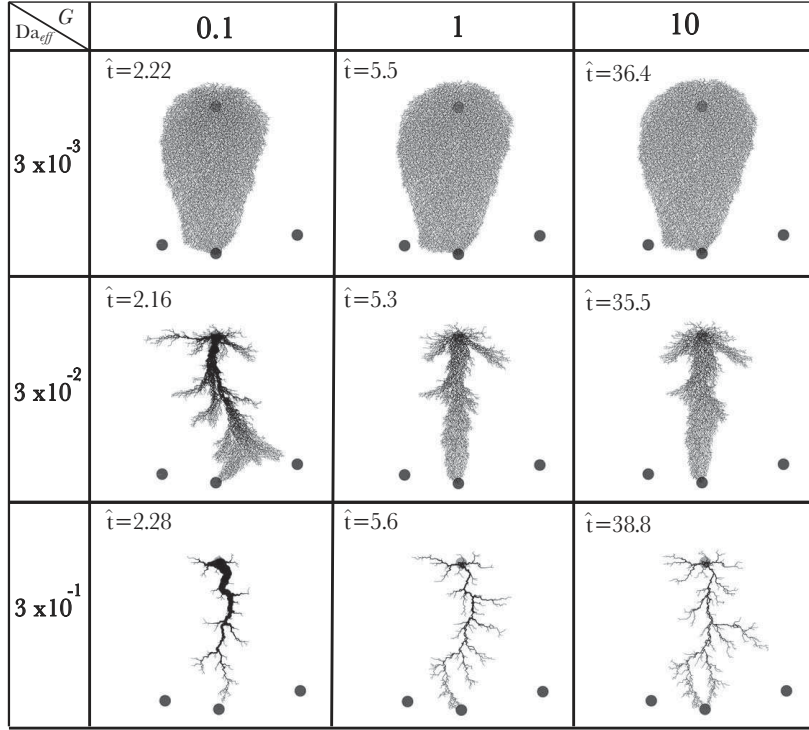 G
Da_eff
0.1 1 10
3 x10^-3
t̂=2.22 t̂=5.5 t̂=36.4
3 x10^-2
t̂=2.16 t̂=5.3 t̂=35.5
3 x10^-1
t̂=2.28 t̂=5.6 t̂=38.8